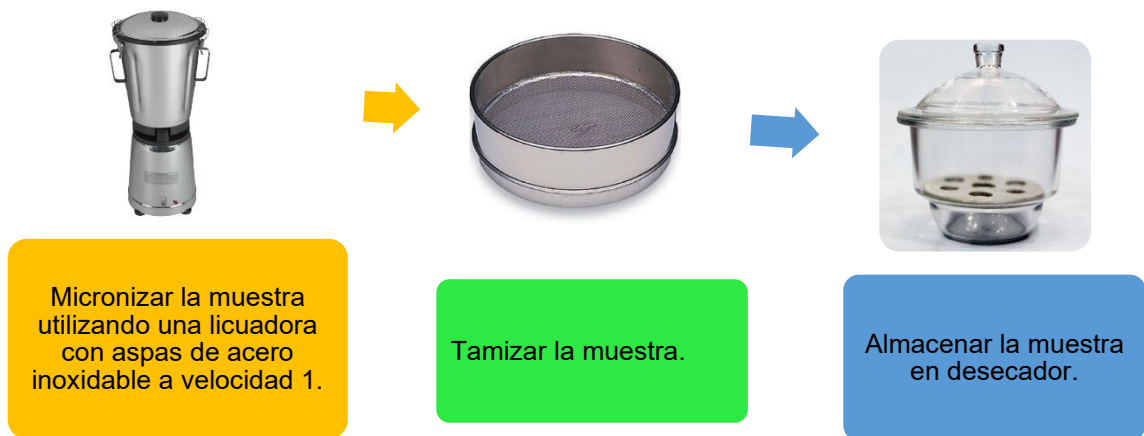 Micronizar la muestra
utilizando una licuadora
con aspas de acero
inoxidable a velocidad 1.
Tamizar la muestra.
Almacenar la muestra
en desecador.